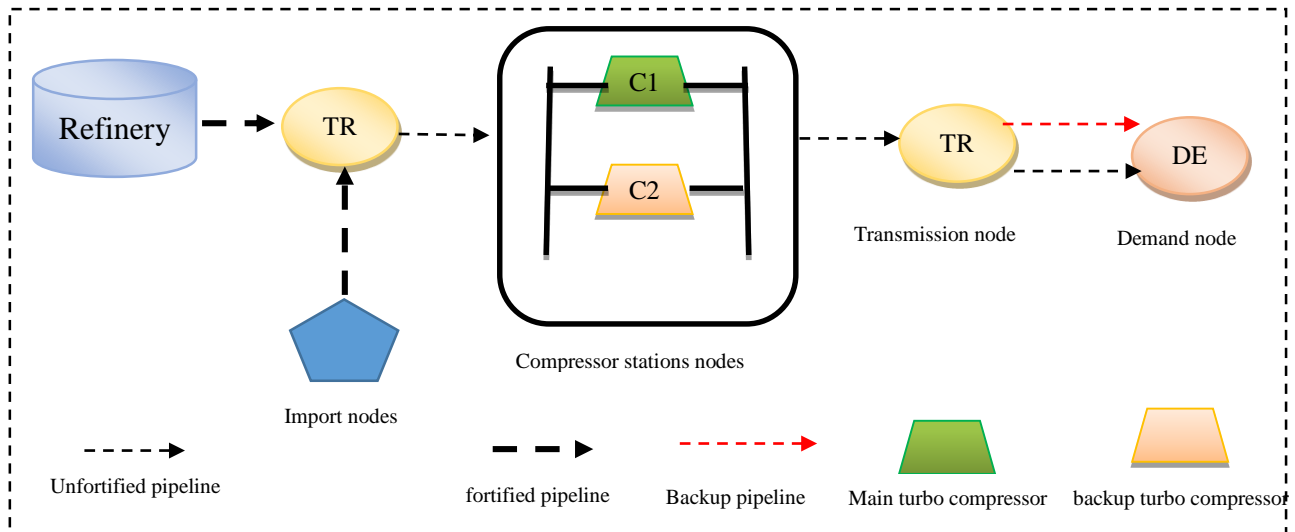 Refinery
TR
C1
C2
TR
DE
Transmission node
Demand node
Compressor stations nodes
Import nodes
Unfortified pipeline
fortified pipeline
Backup pipeline
Main turbo compressor
backup turbo compressor